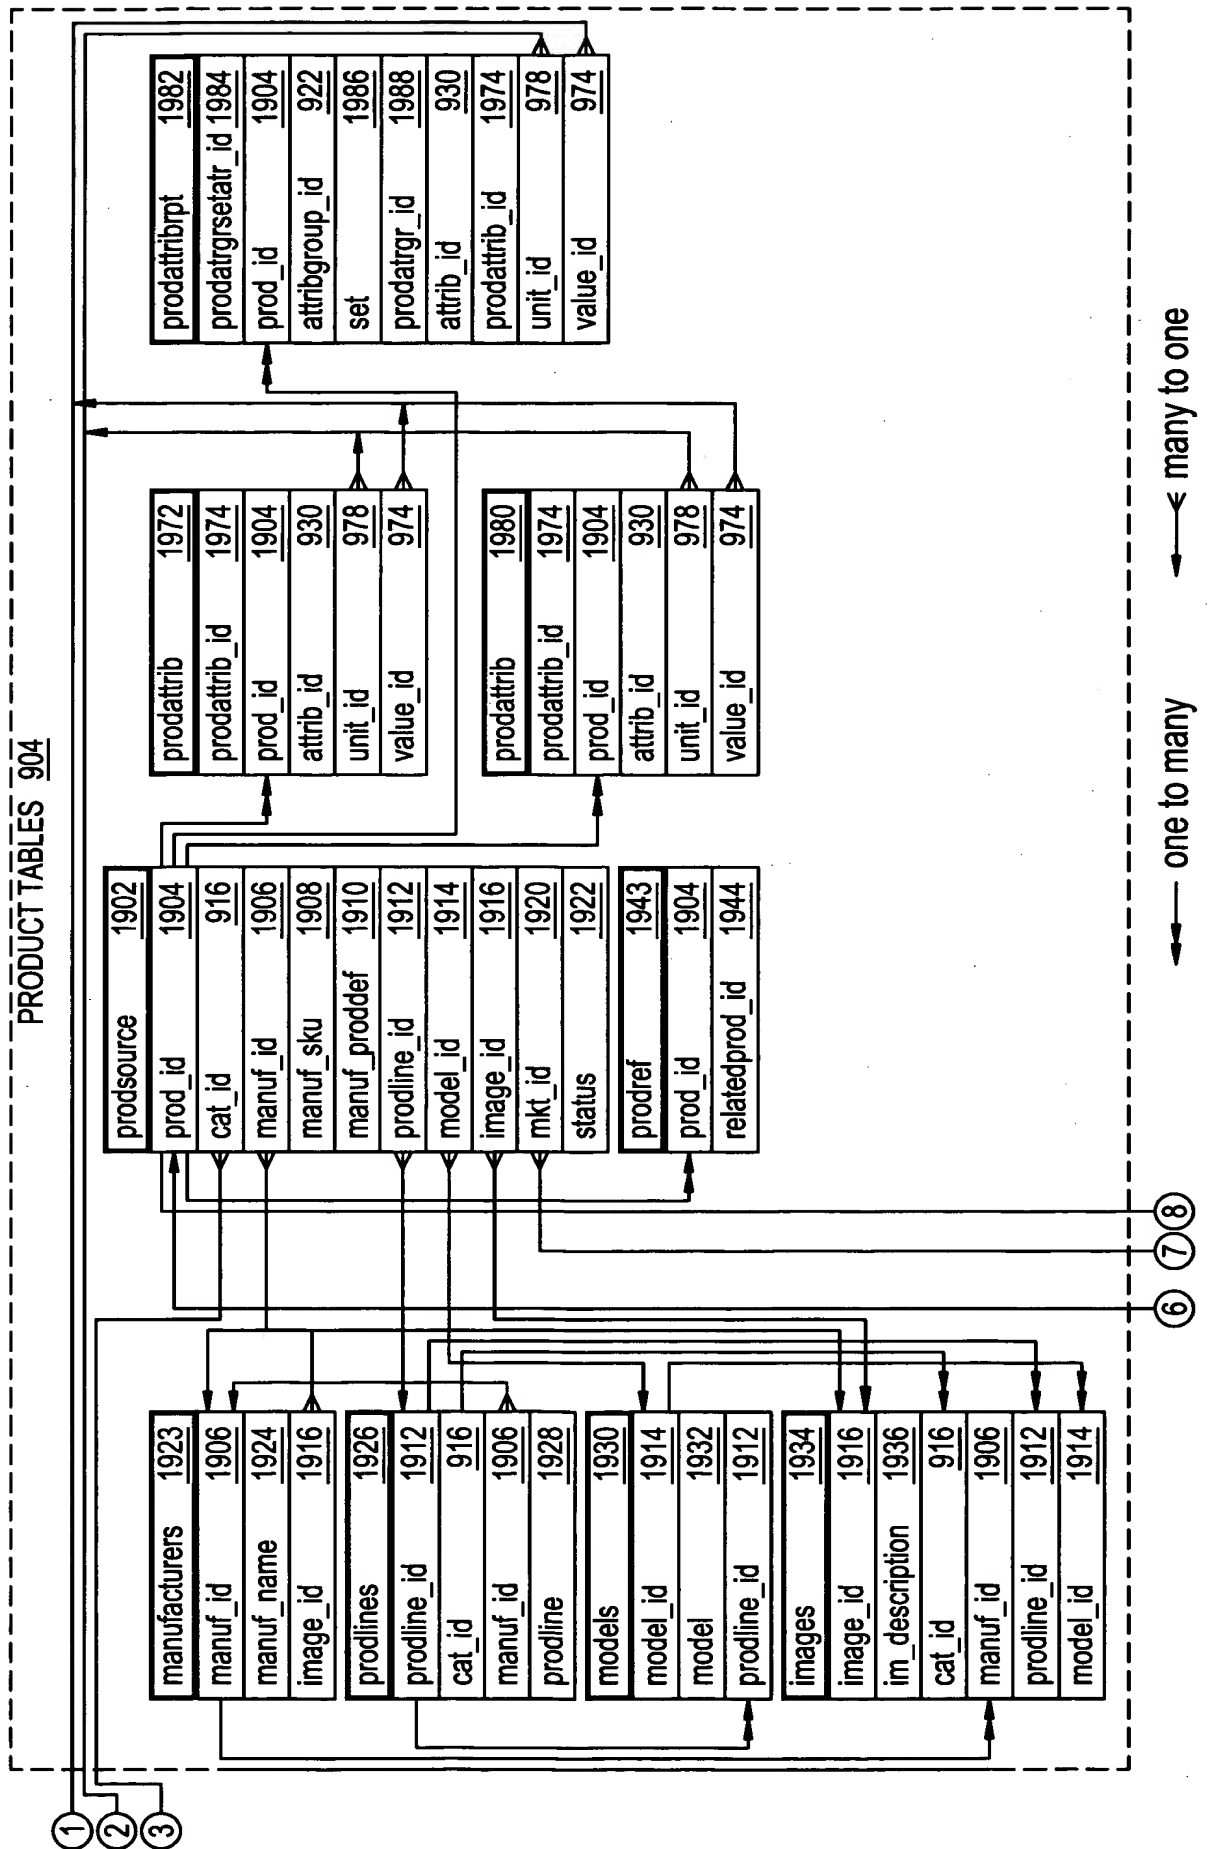 PRODUCT TABLES 904
manufacturers 1923
manuf_id 1906
manuf_name 1924
image_id 1916
prodlines 1926
prodline_id 1912
cat_id 916
manuf_id 1906
prodline 1928
models 1930
model_id 1914
model 1932
prodline_id 1912
images 1934
image_id 1916
im_description 1936
cat_id 916
manuf_id 1906
prodline_id 1912
model_id 1914
prodsource 1902
prod_id 1904
cat_id 916
manuf_id 1906
manuf_sku 1908
manuf_proddef 1910
prodline_id 1912
model_id 1914
image_id 1916
mkt_id 1920
status 1922
prodref 1943
prod_id 1904
relatedprod_id 1944
prodattrib 1972
prodattrib_id 1974
prod_id 1904
attrib_id 930
unit_id 978
value_id 974
prodattrib 1980
prodattrib_id 1974
prod_id 1904
attrib_id 930
unit_id 978
value_id 974
prodattribrpt 1982
prodatrgrsetatr_id 1984
prod_id 1904
attribgroup_id 922
set 1986
prodatrgr_id 1988
attrib_id 930
prodattrib_id 1974
unit_id 978
value_id 974
1
2
3
6
7
8
one to many
many to one